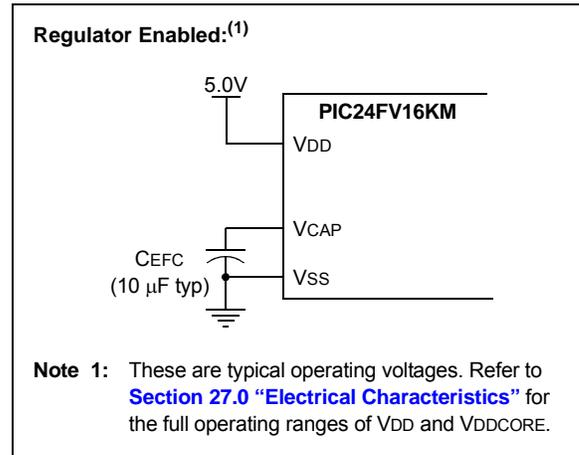 Regulator Enabled:(1)
5.0V
PIC24FV16KM
VDD
VCAP
CEFC
(10 μF typ)
VSS
Note 1: These are typical operating voltages. Refer to
Section 27.0 “Electrical Characteristics” for
the full operating ranges of VDD and VDDCORE.